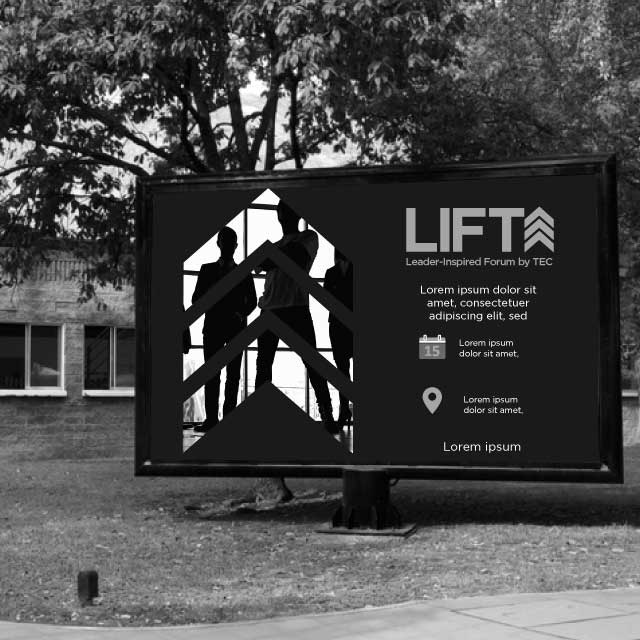 LIFT
Leader-Inspired Forum by TEC
Lorem ipsum dolor sit
amet, consectetuer
adipiscing elit, sed
15
Lorem ipsum
dolor sit amet,
Lorem ipsum
dolor sit amet,
Lorem ipsum